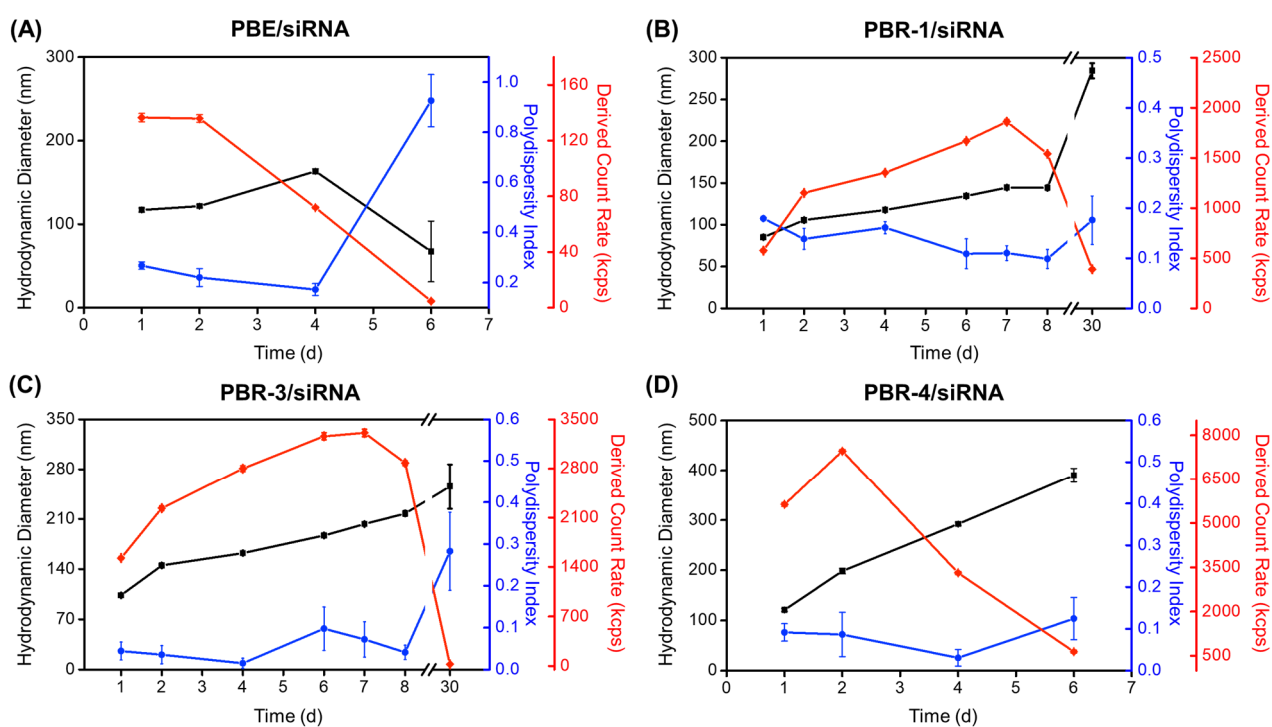 (A)
PBE/siRNA
Hydrodynamic Diameter (nm)
300
200
100
0
0 1 2 3 4 5 6 7
Time (d)
1.0
0.8
0.6
0.4
0.2
Polydispersity Index
160
120
80
40
0
Derived Count Rate (kcps)
(B)
PBR-1/siRNA
Hydrodynamic Diameter (nm)
300
250
200
150
100
50
0
1 2 3 4 5 6 7 8 30
Time (d)
0.5
0.4
0.3
0.2
0.1
0.0
Polydispersity Index
2500
2000
1500
1000
500
0
Derived Count Rate (kcps)
(C)
PBR-3/siRNA
Hydrodynamic Diameter (nm)
350
280
210
140
70
0
1 2 3 4 5 6 7 8 30
Time (d)
0.6
0.5
0.4
0.3
0.2
0.1
0.0
Polydispersity Index
3500
2800
2100
1400
700
0
Derived Count Rate (kcps)
(D)
PBR-4/siRNA
Hydrodynamic Diameter (nm)
500
400
300
200
100
0
0 1 2 3 4 5 6 7
Time (d)
0.6
0.5
0.4
0.3
0.2
0.1
0.0
Polydispersity Index
8000
6500
5000
3500
2000
500
Derived Count Rate (kcps)